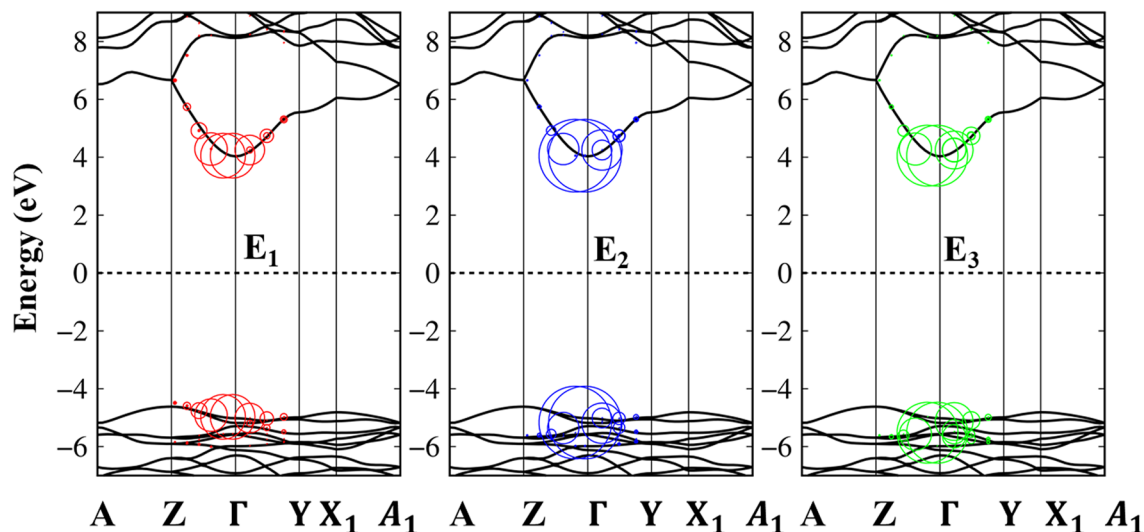 Energy (eV)
8 8 8
6 6 6
4 4 4
2 2 2
E₁ E₂ E₃
0 0 0
−2 −2 −2
−4 −4 −4
−6 −6 −6
A Z Γ Y X₁ A₁ A Z Γ Y X₁ A₁ A Z Γ Y X₁ A₁